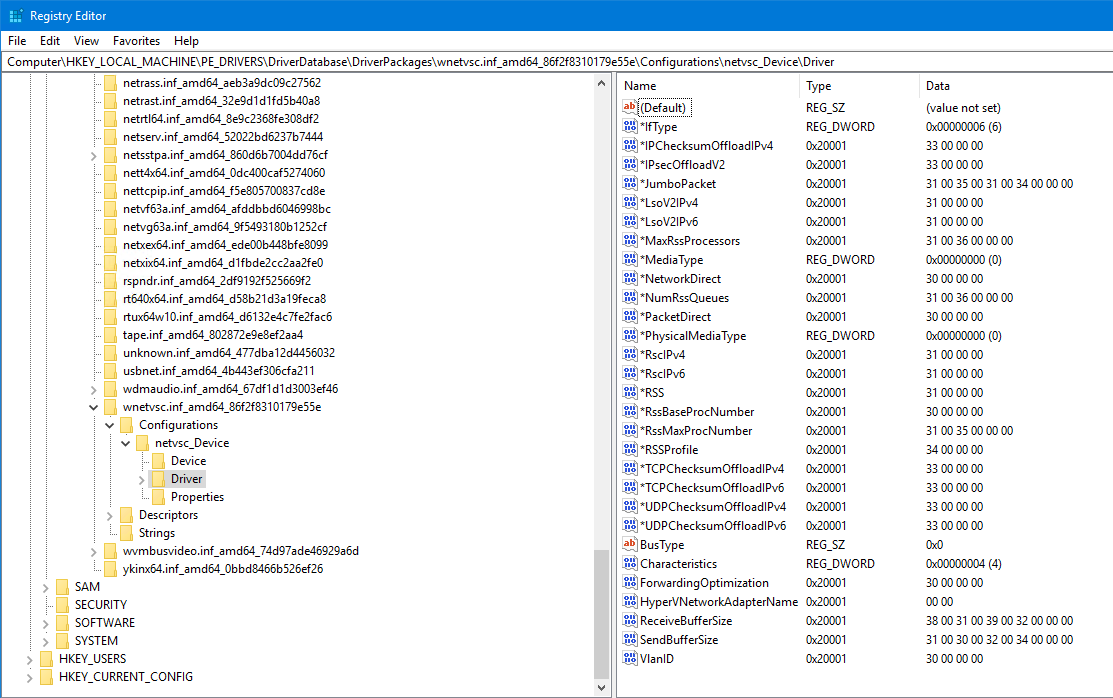 Registry Editor
File Edit View Favorites Help
Computer\HKEY_LOCAL_MACHINE\PE_DRIVERS\DriverDatabase\DriverPackages\wnetvsc.inf_amd64_86f2f8310179e55e\Configurations\netvsc_Device\Driver
netrass.inf_amd64_aeb3a9dc09c27562
netrast.inf_amd64_32e9d1d1fd5b40a8
netrtl64.inf_amd64_8e9c2368fe308df2
netserv.inf_amd64_52022bd6237b7444
netsstpa.inf_amd64_860d6b7004dd76cf
nett4x64.inf_amd64_0dc400caf5274060
nettcpip.inf_amd64_f5e805700837cd8e
netvf63a.inf_amd64_afddbbd6046998bc
netvg63a.inf_amd64_9f5493180b1252cf
netxex64.inf_amd64_ede00b448bfe8099
netxix64.inf_amd64_d1fbde2cc2aa2fe0
rspndr.inf_amd64_2df9192f525669f2
rt640x64.inf_amd64_d58b21d3a19feca8
rtux64w10.inf_amd64_d6132e4c7fe2fac6
tape.inf_amd64_802872e9e8ef2aa4
unknown.inf_amd64_477dba12d4456032
usbnet.inf_amd64_4b443ef306cfa211
wdmaudio.inf_amd64_67df1d1d3003ef46
wnetvsc.inf_amd64_86f2f8310179e55e
Configurations
netvsc_Device
Device
Driver
Properties
Descriptors
Strings
wvmbusvideo.inf_amd64_74d97ade46929a6d
ykinx64.inf_amd64_0bbd8466b526ef26
SAM
SECURITY
SOFTWARE
SYSTEM
HKEY_USERS
HKEY_CURRENT_CONFIG
Name Type Data
(Default) REG_SZ (value not set)
*IfType REG_DWORD 0x00000006 (6)
*IPChecksumOffloadIPv4 0x20001 33 00 00 00
*IPsecOffloadV2 0x20001 33 00 00 00
*JumboPacket 0x20001 31 00 35 00 31 00 34 00 00 00
*LsoV2IPv4 0x20001 31 00 00 00
*LsoV2IPv6 0x20001 31 00 00 00
*MaxRssProcessors 0x20001 31 00 36 00 00 00
*MediaType REG_DWORD 0x00000000 (0)
*NetworkDirect 0x20001 30 00 00 00
*NumRssQueues 0x20001 31 00 36 00 00 00
*PacketDirect 0x20001 30 00 00 00
*PhysicalMediaType REG_DWORD 0x00000000 (0)
*RscIPv4 0x20001 31 00 00 00
*RscIPv6 0x20001 31 00 00 00
*RSS 0x20001 31 00 00 00
*RssBaseProcNumber 0x20001 30 00 00 00
*RssMaxProcNumber 0x20001 31 00 35 00 00 00
*RSSProfile 0x20001 34 00 00 00
*TCPChecksumOffloadIPv4 0x20001 33 00 00 00
*TCPChecksumOffloadIPv6 0x20001 33 00 00 00
*UDPChecksumOffloadIPv4 0x20001 33 00 00 00
*UDPChecksumOffloadIPv6 0x20001 33 00 00 00
BusType REG_SZ 0x0
Characteristics REG_DWORD 0x00000004 (4)
ForwardingOptimization 0x20001 30 00 00 00
HyperVNetworkAdapterName 0x20001 00 00
ReceiveBufferSize 0x20001 38 00 31 00 39 00 32 00 00 00
SendBufferSize 0x20001 31 00 30 00 32 00 34 00 00 00
VlanID 0x20001 30 00 00 00